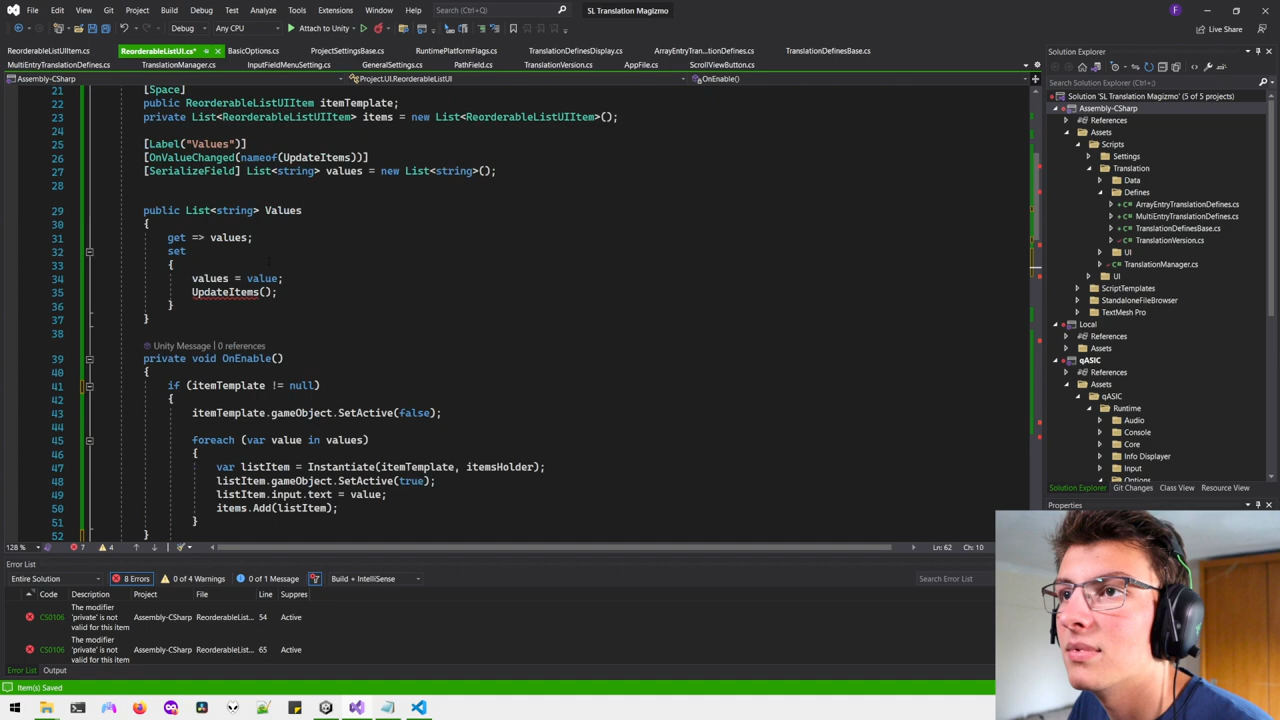 File Edit View Git Project Build Debug Test Analyze Tools Extensions Window Help Search (Ctrl+Q) SL Translation Magizmo F
Debug Any CPU Attach to Unity Live Share
ReorderableListUIItem.cs ReorderableListUI.cs* BasicOptions.cs ProjectSettingsBase.cs RuntimePlatformFlags.cs TranslationDefinesDisplay.cs ArrayEntryTran...tionDefines.cs TranslationDefinesBase.cs
MultiEntryTranslationDefines.cs TranslationManager.cs InputFieldMenuSetting.cs GeneralSettings.cs PathField.cs TranslationVersion.cs AppFile.cs ScrollViewButton.cs
Assembly-CSharp Project.UI.ReorderableListUI OnEnable()
21 [Space]
22 public ReorderableListUIItem itemTemplate;
23 private List<ReorderableListUIItem> items = new List<ReorderableListUIItem>();
24
25 [Label("Values")]
26 [OnValueChanged(nameof(UpdateItems))]
27 [SerializeField] List<string> values = new List<string>();
28
29 public List<string> Values
30 {
31 get => values;
32 set
33 {
34 values = value;
35 UpdateItems();
36 }
37 }
38
Unity Message | 0 references
39 private void OnEnable()
40 {
41 if (itemTemplate != null)
42 {
43 itemTemplate.gameObject.SetActive(false);
44
45 foreach (var value in values)
46 {
47 var listItem = Instantiate(itemTemplate, itemsHolder);
48 listItem.gameObject.SetActive(true);
49 listItem.input.text = value;
50 items.Add(listItem);
51 }
52 }
128 % 7 4 Ln: 62 Ch: 10
Error List
Entire Solution 8 Errors 0 of 4 Warnings 0 of 1 Message Build + IntelliSense Search Error List
Code Description Project File Line Suppres
CS0106 The modifier 'private' is not valid for this item Assembly-CSharp ReorderableList... 54 Active
CS0106 The modifier 'private' is not valid for this item Assembly-CSharp ReorderableList... 65 Active
Error List Output
Item(s) Saved
Solution Explorer
Search Solution Explorer (Ctrl+;)
Solution 'SL Translation Magizmo' (5 of 5 projects)
Assembly-CSharp
References
Assets
Scripts
Settings
Translation
Data
Defines
ArrayEntryTranslationDefines.cs
MultiEntryTranslationDefines.cs
TranslationDefinesBase.cs
TranslationVersion.cs
UI
TranslationManager.cs
UI
ScriptTemplates
StandaloneFileBrowser
TextMesh Pro
Local
References
Assets
qASIC
References
Assets
qASIC
Runtime
Audio
Console
Core
Info Displayer
Input
Options
Solution Explorer Git Changes Class View Resource View
Properties